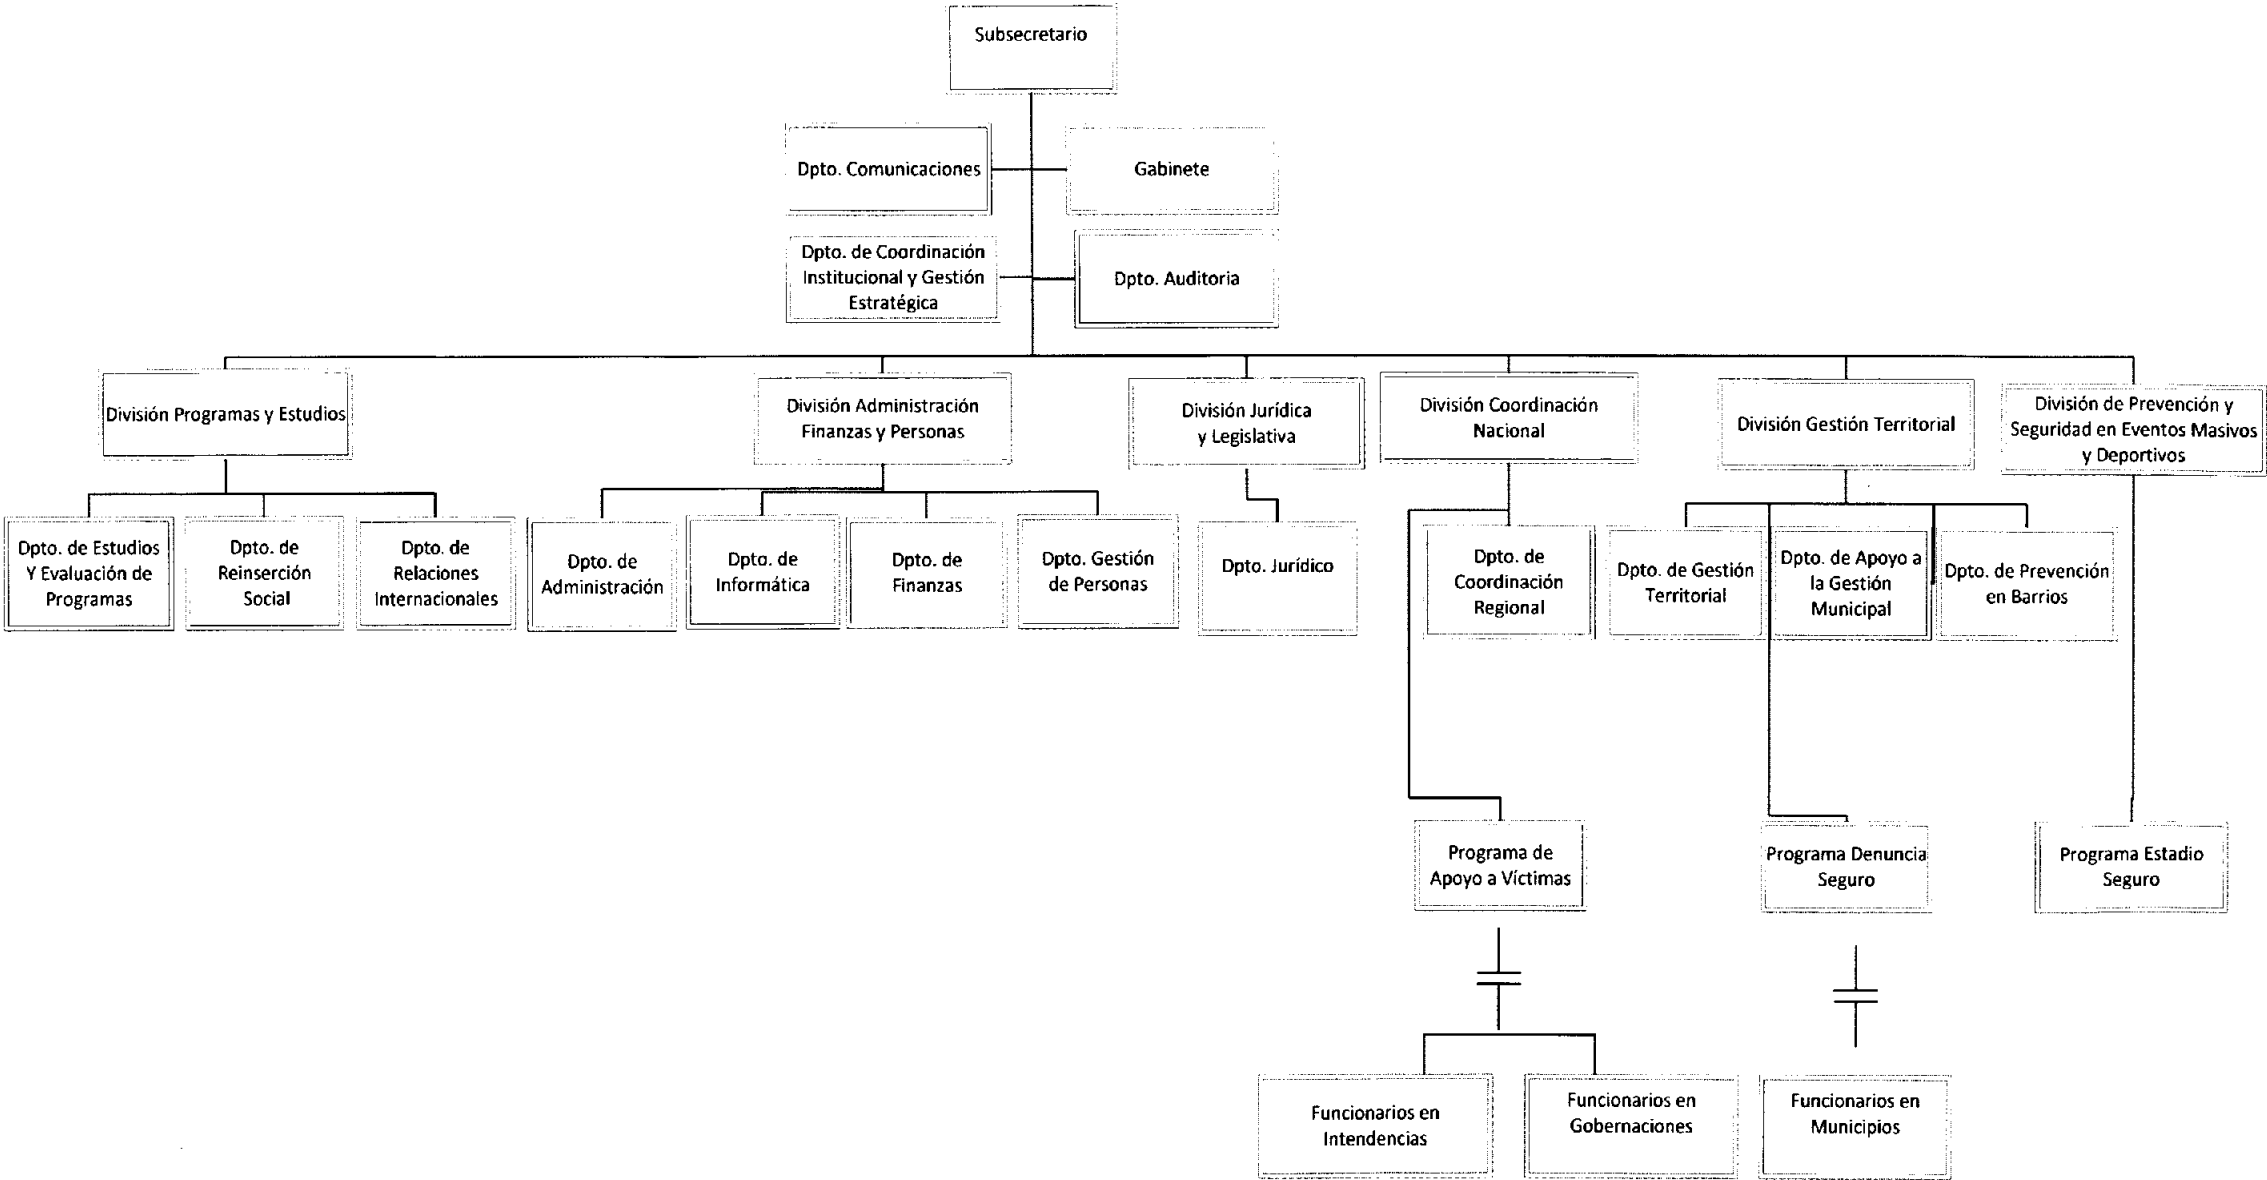 Subsecretario
Dpto. Comunicaciones
Gabinete
Dpto. de Coordinación
Institucional y Gestión
Estratégica
Dpto. Auditoria
División Programas y Estudios
División Administración
Finanzas y Personas
División Jurídica
y Legislativa
División Coordinación
Nacional
División Gestión Territorial
División de Prevención y
Seguridad en Eventos Masivos
y Deportivos
Dpto. de Estudios
Y Evaluación de
Programas
Dpto. de
Reinserción
Social
Dpto. de
Relaciones
Internacionales
Dpto. de
Administración
Dpto. de
Informática
Dpto. de
Finanzas
Dpto. Gestión
de Personas
Dpto. Jurídico
Dpto. de
Coordinación
Regional
Dpto. de Gestión
Territorial
Dpto. de Apoyo a
la Gestión
Municipal
Dpto. de Prevención
en Barrios
Programa de
Apoyo a Víctimas
Programa Denuncia
Seguro
Programa Estadio
Seguro
Funcionarios en
Intendencias
Funcionarios en
Gobernaciones
Funcionarios en
Municipios